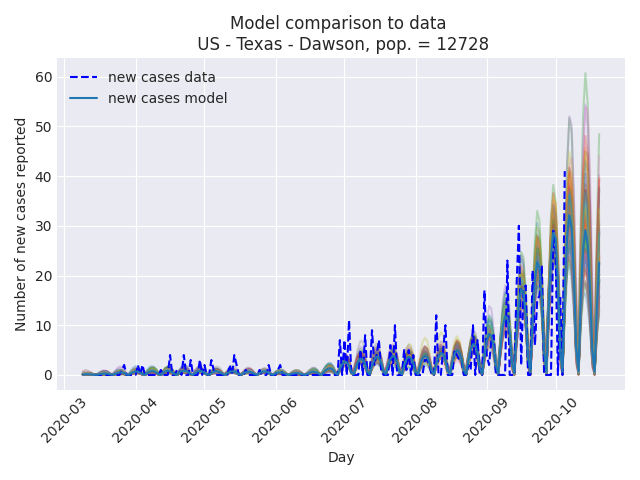 Model comparison to data
US - Texas - Dawson, pop. = 12728
new cases data
new cases model
Number of new cases reported
60
50
40
30
20
10
0
2020-03
2020-04
2020-05
2020-06
2020-07
2020-08
2020-09
2020-10
Day